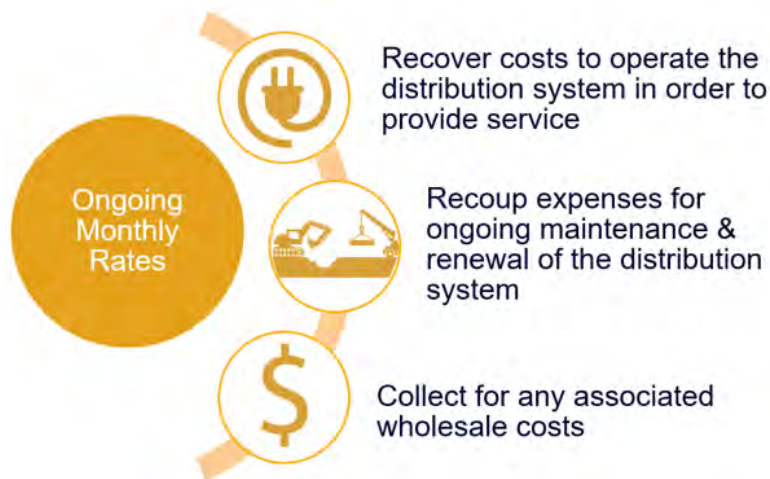 Ongoing
Monthly
Rates
Recover costs to operate the
distribution system in order to
provide service
Recoup expenses for
ongoing maintenance &
renewal of the distribution
system
$
Collect for any associated
wholesale costs